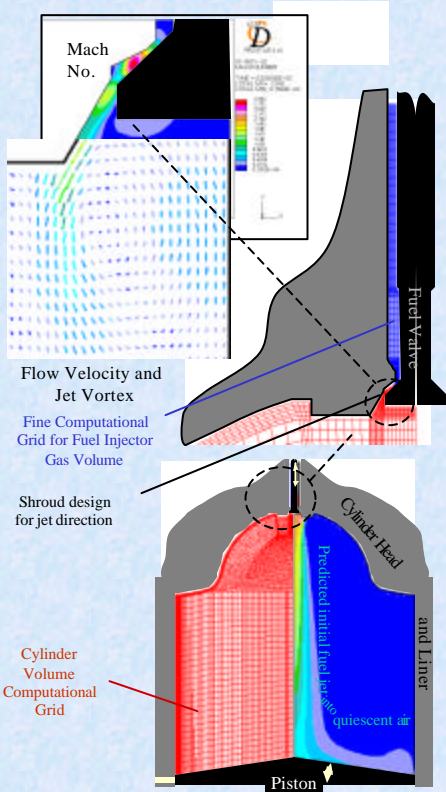 Mach
No.
Fuel Valve
Flow Velocity and
Jet Vortex
Fine Computational
Grid for Fuel Injector
Gas Volume
Shroud design
for jet direction
Cylinder Head
and Liner
Predicted initial fuel jet into
quiescent air
Cylinder
Volume
Computational
Grid
Piston